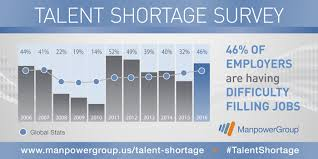 TALENT SHORTAGE SURVEY
44% 41% 22% 19% 14% 52% 49% 39% 40% 32% 46%
2006 2007 2008 2009 2010 2011 2012 2013 2014 2015 2016
Global Stats
46% OF
EMPLOYERS
are having
DIFFICULTY
FILLING JOBS
ManpowerGroup
www.manpowergroup.us/talent-shortage • #TalentShortage